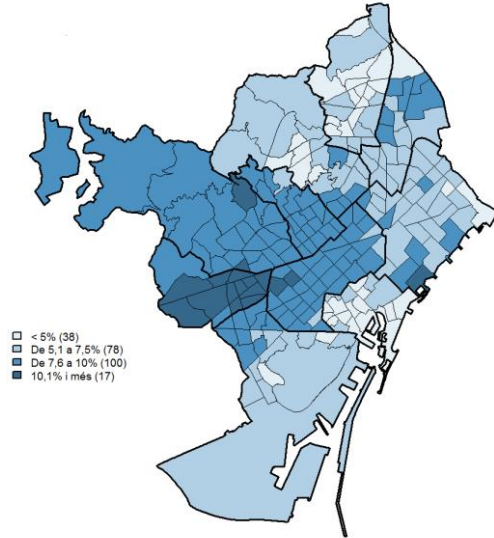 < 5% (38)
De 5,1 a 7,5% (78)
De 7,6 a 10% (100)
10,1% i més (17)